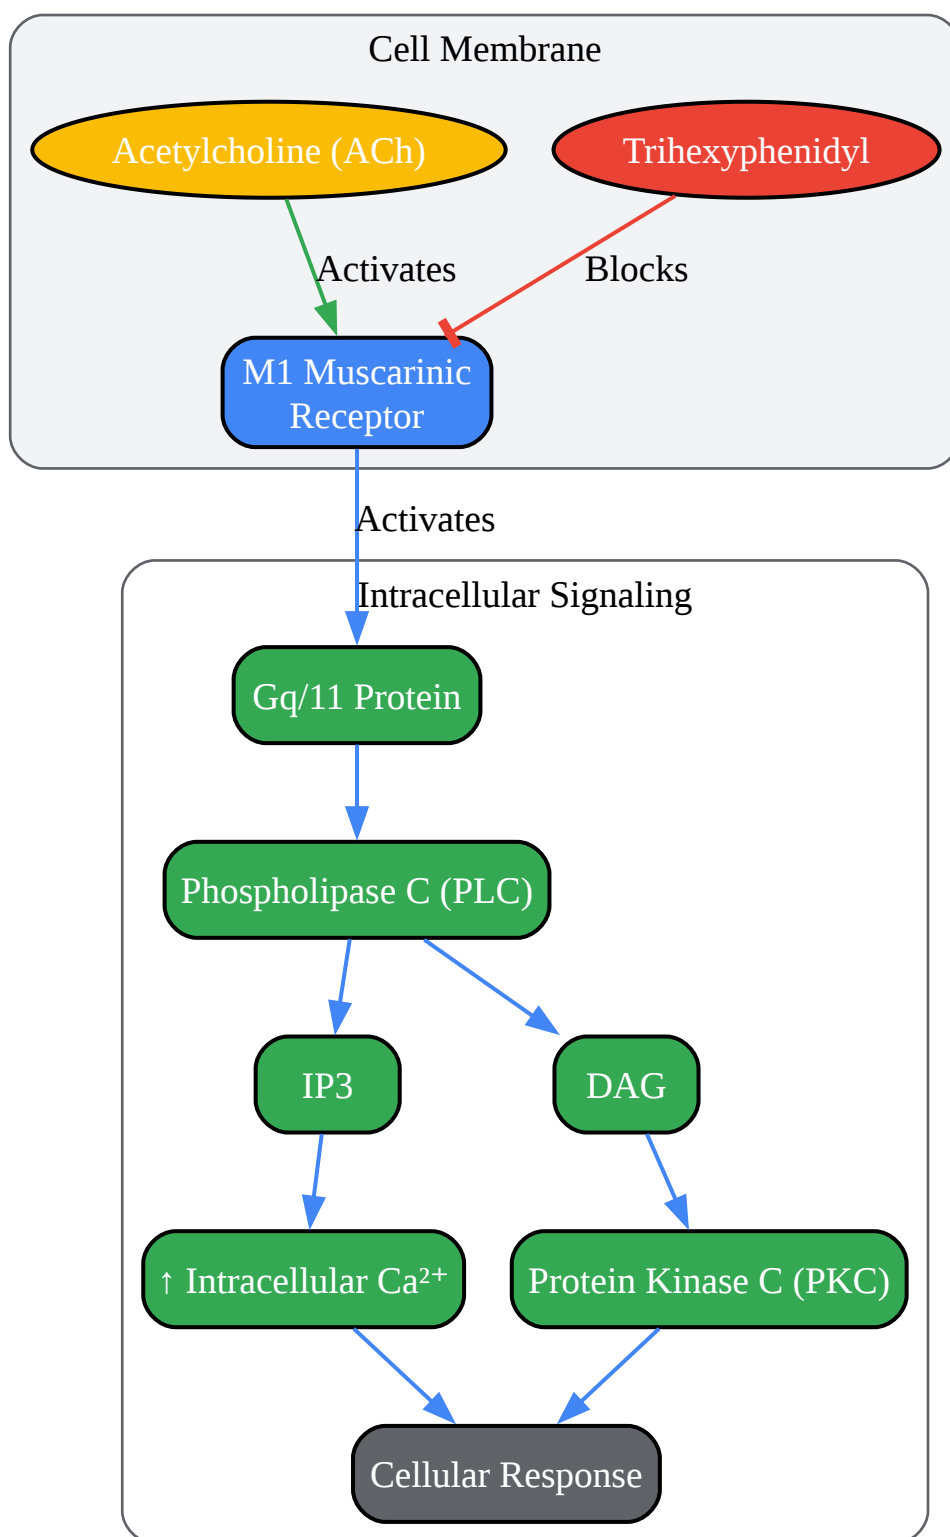 Cell Membrane
Acetylcholine (ACh)
Trihexyphenidyl
Activates
Blocks
M1 Muscarinic
Receptor
Activates
Intracellular Signaling
Gq/11 Protein
Phospholipase C (PLC)
IP3
DAG
↑ Intracellular Ca²⁺
Protein Kinase C (PKC)
Cellular Response